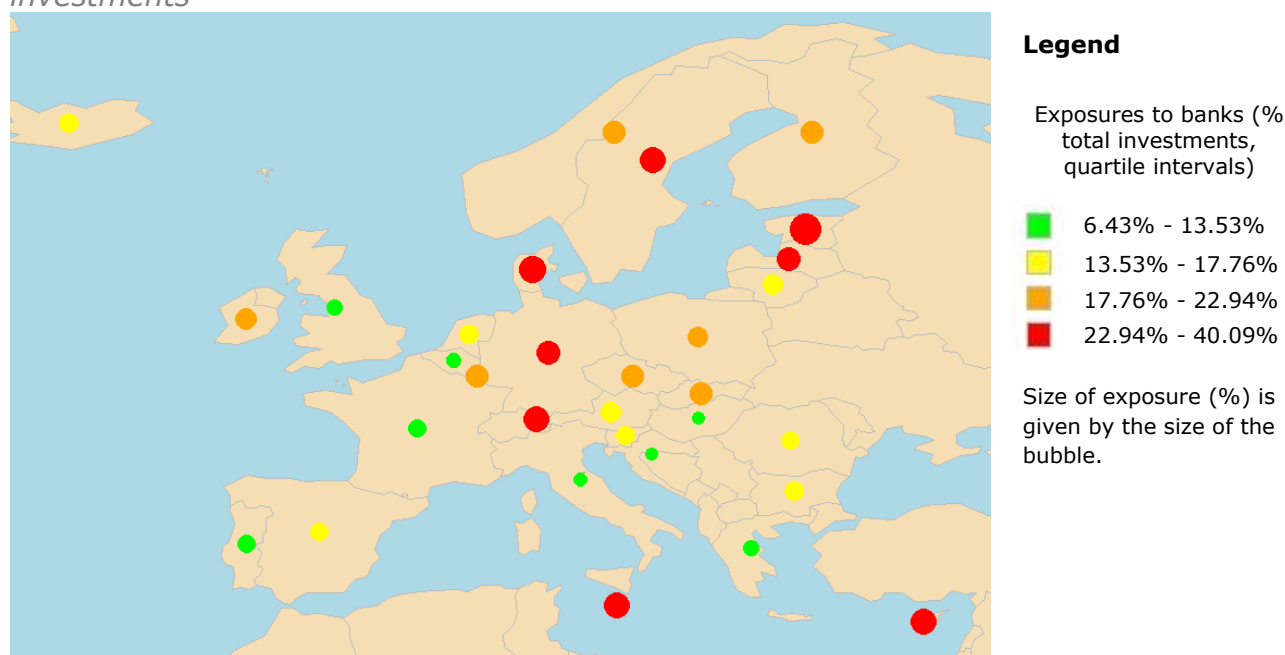 investments
Legend
Exposures to banks (%
total investments,
quartile intervals)
6.43% - 13.53%
13.53% - 17.76%
17.76% - 22.94%
22.94% - 40.09%
Size of exposure (%) is
given by the size of the
bubble.